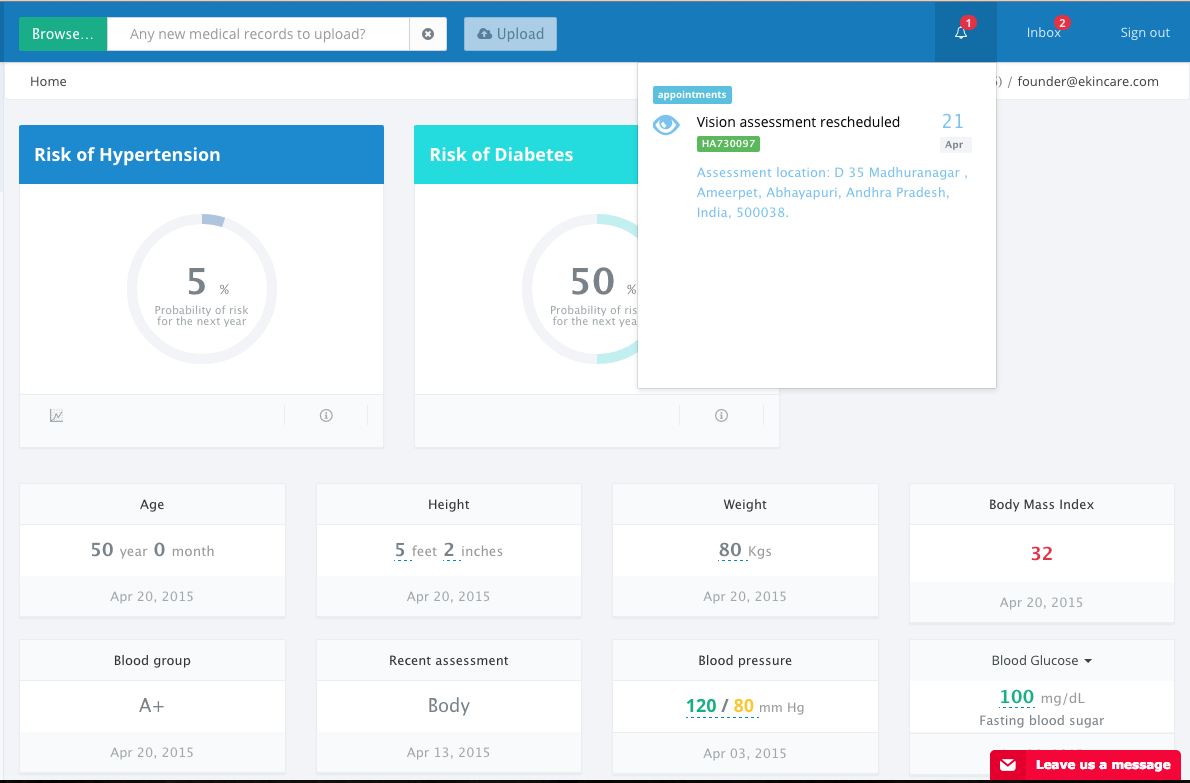 Browse... Any new medical records to upload? Upload 1 Inbox 2 Sign out
Home
) / founder@ekincare.com
appointments
Vision assessment rescheduled 21
HA730097 Apr
Assessment location: D 35 Madhuranagar ,
Ameerpet, Abhayapuri, Andhra Pradesh,
India, 500038.
Risk of Hypertension Risk of Diabetes
5 % 50 %
Probability of risk
for the next year
Probability of ris
for the next yea
Age Height Weight Body Mass Index
50 year 0 month 5 feet 2 inches 80 Kgs 32
Apr 20, 2015 Apr 20, 2015 Apr 20, 2015 Apr 20, 2015
Blood group Recent assessment Blood pressure Blood Glucose
A+ Body 120 / 80 mm Hg 100 mg/dL
Fasting blood sugar
Apr 20, 2015 Apr 13, 2015 Apr 03, 2015
Leave us a message